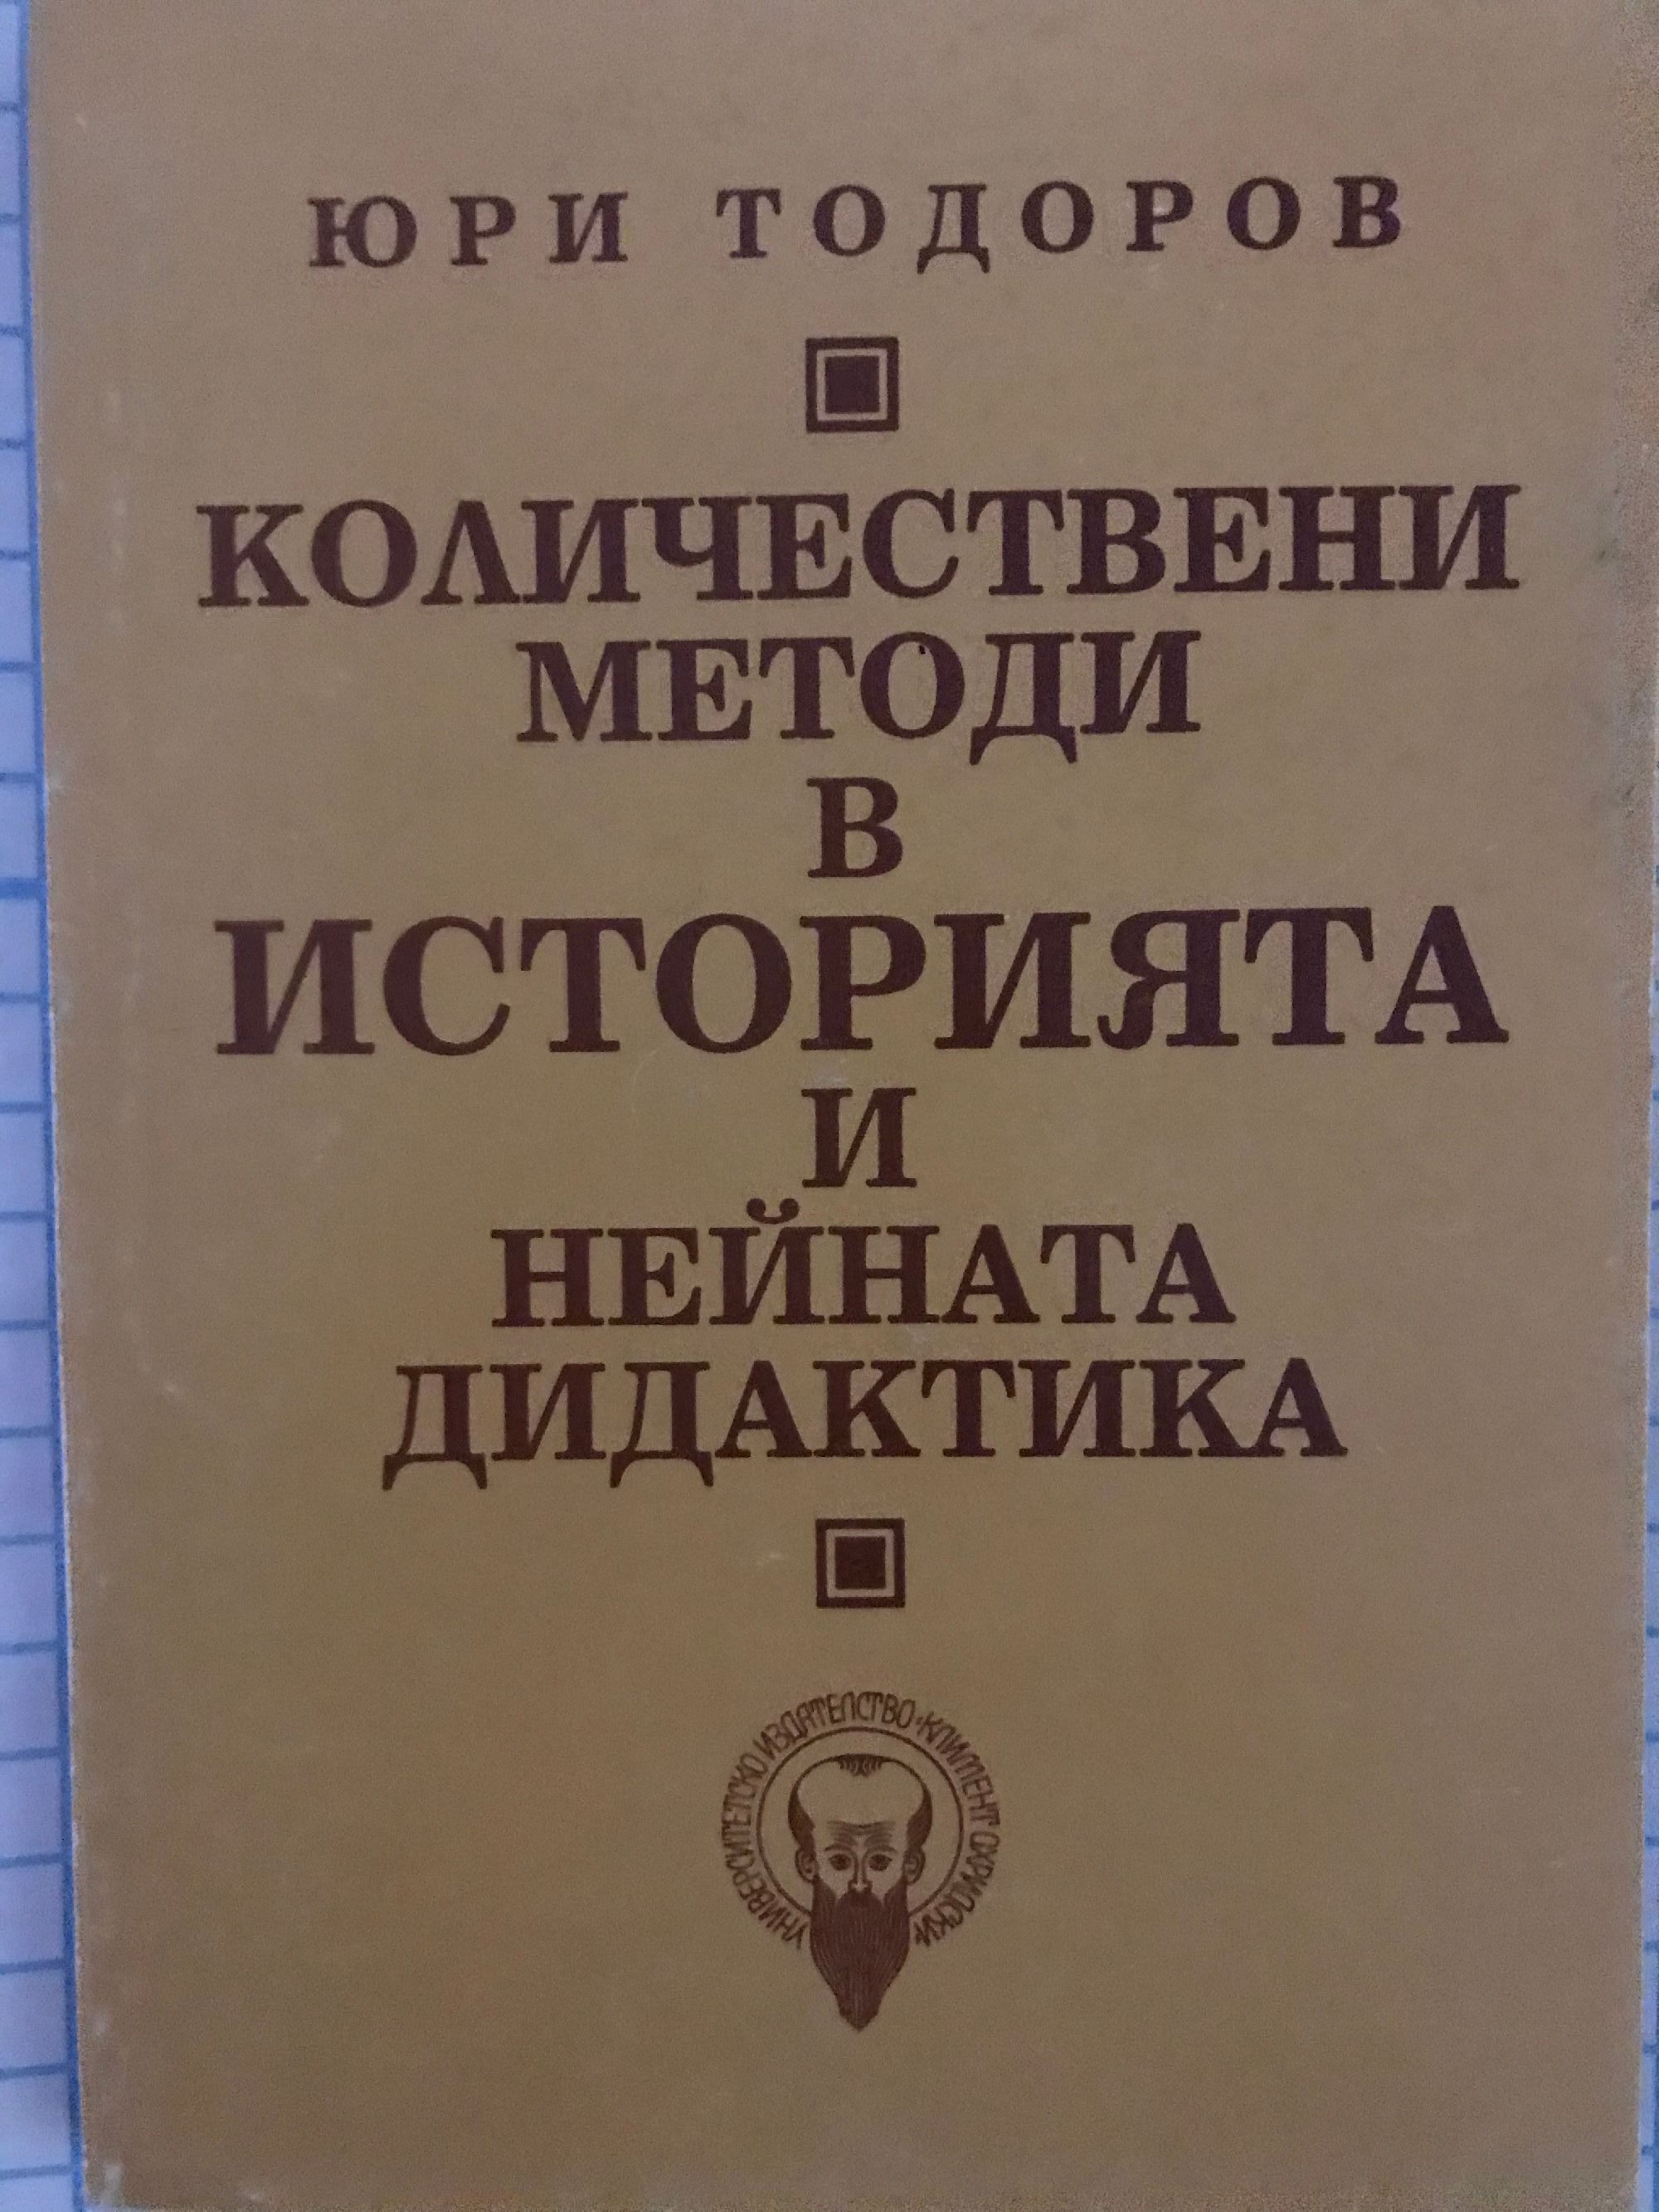 ЮРИ ТОДОРОВ
КОЛИЧЕСТВЕНИ
МЕТОДИ
В
ИСТОРИЯТА
И
НЕЙНАТА
ДИДАКТИКА
УНИВЕРСИТЕТСКО ИЗДАТЕЛСТВО „КЛИМЕНТ ОХРИДСКИ“